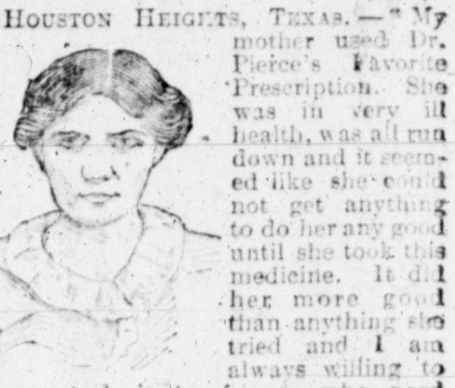 HOUSTON HEIGHTS, TEXAS.—"My
mother used Dr.
Pierce's Favorite
Prescription. She
was in very ill
health, was all run
down and it seem-
ed like she could
not get anything
to do her any good
until she took this
medicine. It did
her more good
than anything she
tried and I am
always willing to